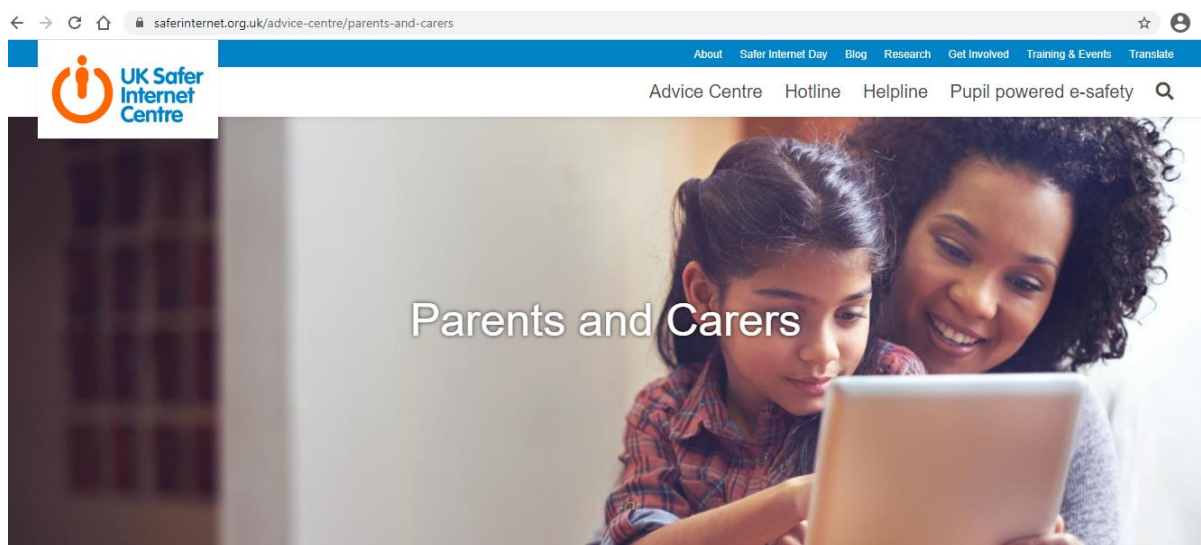 saferinternet.org.uk/advice-centre/parents-and-carers
About Safer Internet Day Blog Research Get Involved Training & Events Translate
UK Safer
Internet
Centre
Advice Centre Hotline Helpline Pupil powered e-safety
Parents and Carers